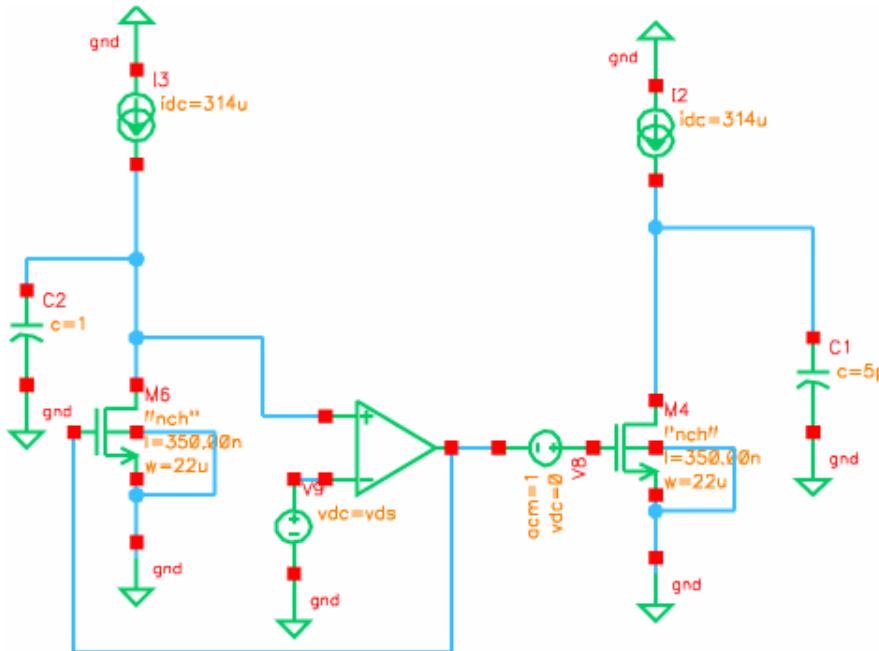 gnd
I3
idc=314u
gnd
I2
idc=314u
C2
c=1
gnd
M6
"nch"
l=350.00n
w=22u
gnd
+
−
V9
vdc=vds
+
-
gnd
acm=1
vdc=0
V8
M4
"nch"
l=350.00n
w=22u
gnd
C1
c=5p
gnd